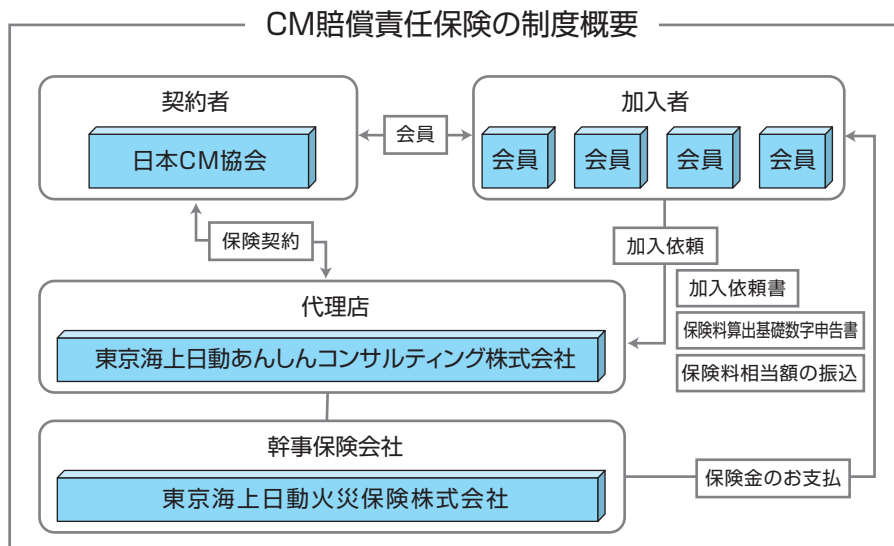 CM賠償責任保険の制度概要
契約者
日本CM協会
会員
加入者
会員
会員
会員
会員
保険契約
加入依頼
加入依頼書
保険料算出基礎数字申告書
保険料相当額の振込
代理店
東京海上日動あんしんコンサルティング株式会社
幹事保険会社
東京海上日動火災保険株式会社
保険金のお支払